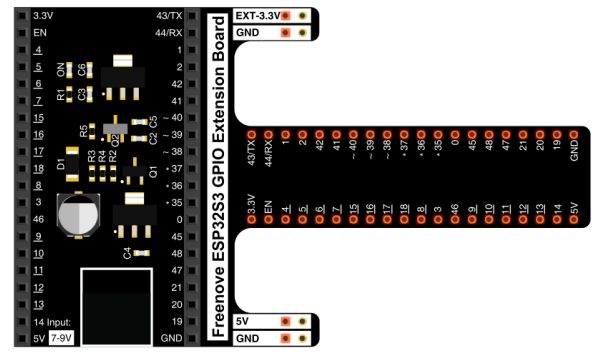 3.3V
EN
4
5
6
7
15
16
17
18
8
3
46
9
10
11
12
13
14 Input:
5V 7-9V
ON
C6
R1
C3
C5
C2
Q2
R5
D1
R3
R4
R2
Q1
C4
43/TX
44/RX
1
2
42
41
~ 40
~ 39
~ 38
* 37
* 36
* 35
0
45
48
47
21
20
19
GND
Freenove ESP32S3 GPIO Extension Board
EXT-3.3V
GND
43/TX
44/RX
1
2
42
41
~ 40
~ 39
~ 38
* 37
* 36
* 35
0
45
48
47
21
20
19
GND
3.3V
EN
4
5
6
7
15
16
17
18
8
3
46
9
10
11
12
13
14
5V
5V
GND